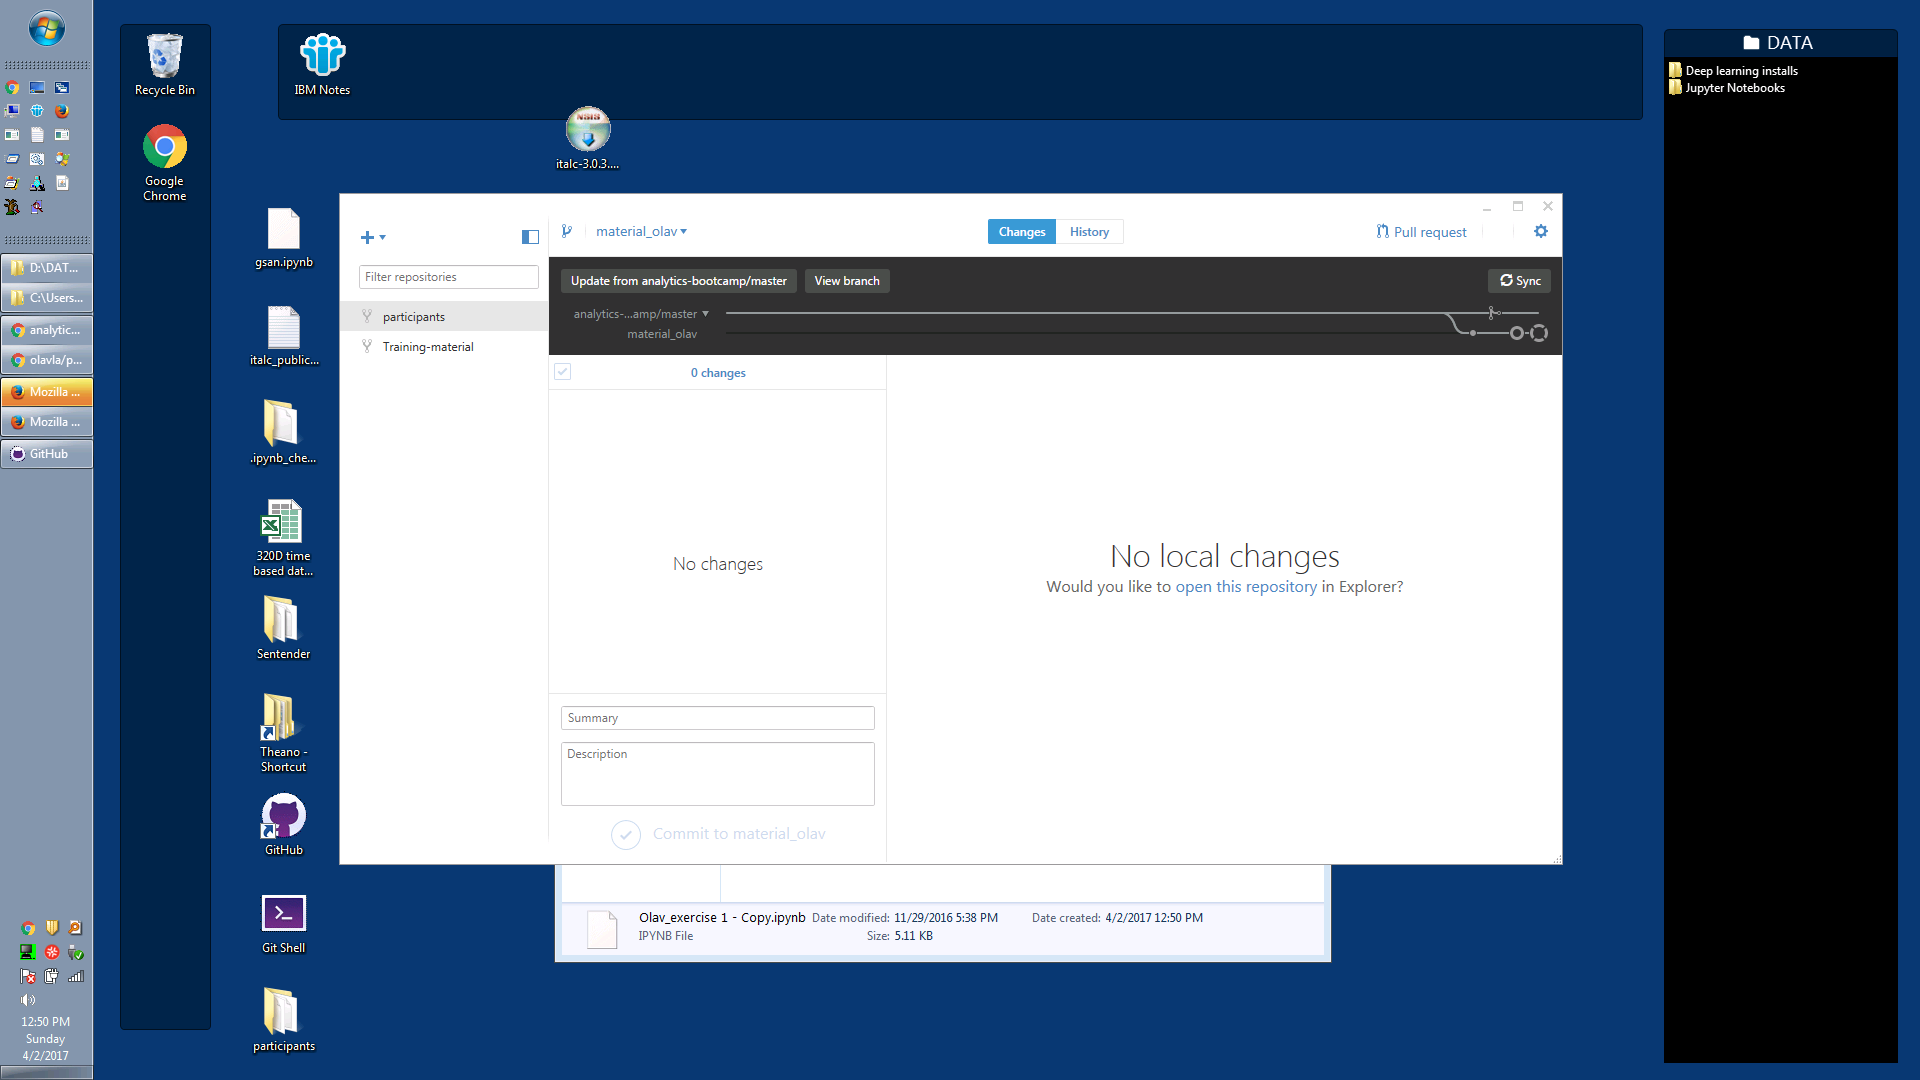 Recycle Bin
Google
Chrome
IBM Notes
italc-3.0.3....
DATA
Deep learning installs
Jupyter Notebooks
D:\DAT...
C:\Users...
analytic...
olavla/p...
Mozilla ...
Mozilla ...
GitHub
12:50 PM
Sunday
4/2/2017
gsan.ipynb
italc_public...
.ipynb_che...
320D time
based dat...
Sentender
Theano -
Shortcut
GitHub
Git Shell
participants
material_olav
Changes
History
Pull request
Filter repositories
participants
Training-material
Update from analytics-bootcamp/master
View branch
Sync
analytics-...amp/master
material_olav
0 changes
No changes
Summary
Description
Commit to material_olav
No local changes
Would you like to open this repository in Explorer?
Olav_exercise 1 - Copy.ipynb Date modified: 11/29/2016 5:38 PM Date created: 4/2/2017 12:50 PM
IPYNB File Size: 5.11 KB